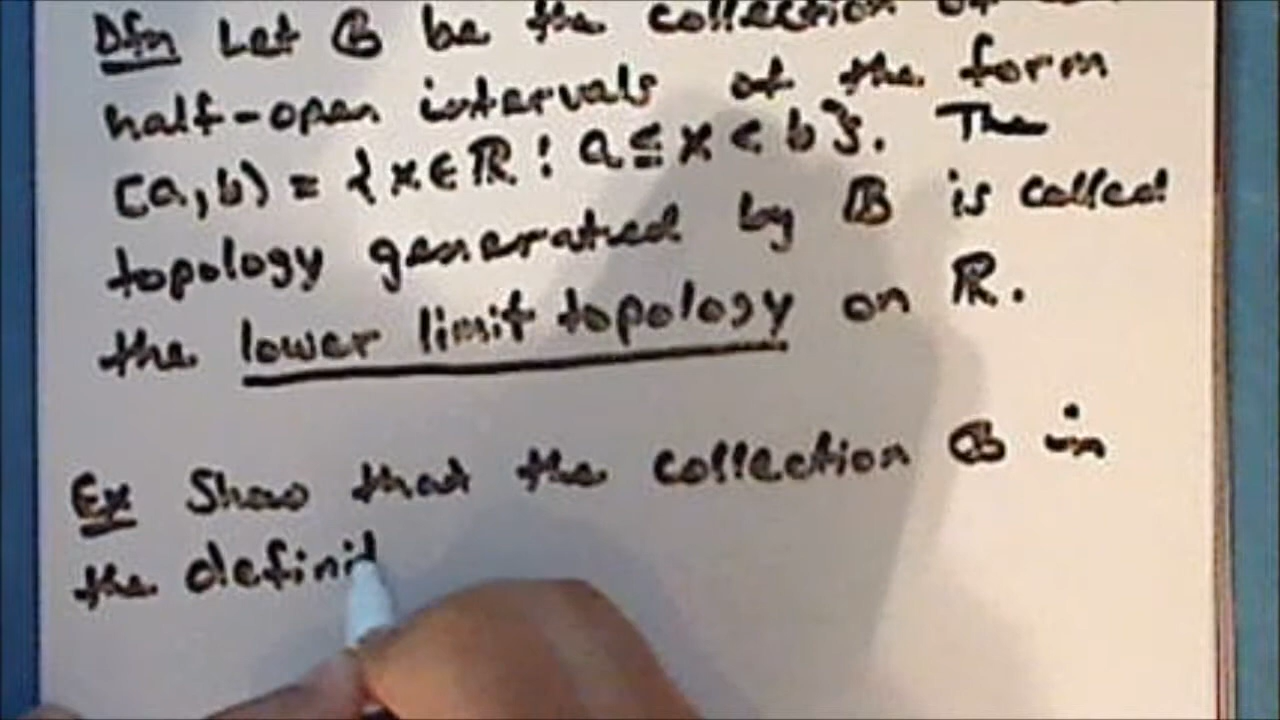 Dfn Let B be the collection of
half-open intervals of the form
[a,b) = {x∈ℝ : a≤x<b}. The
topology generated by B is called
the lower limit topology on ℝ.
Ex Show that the collection B in
the definit